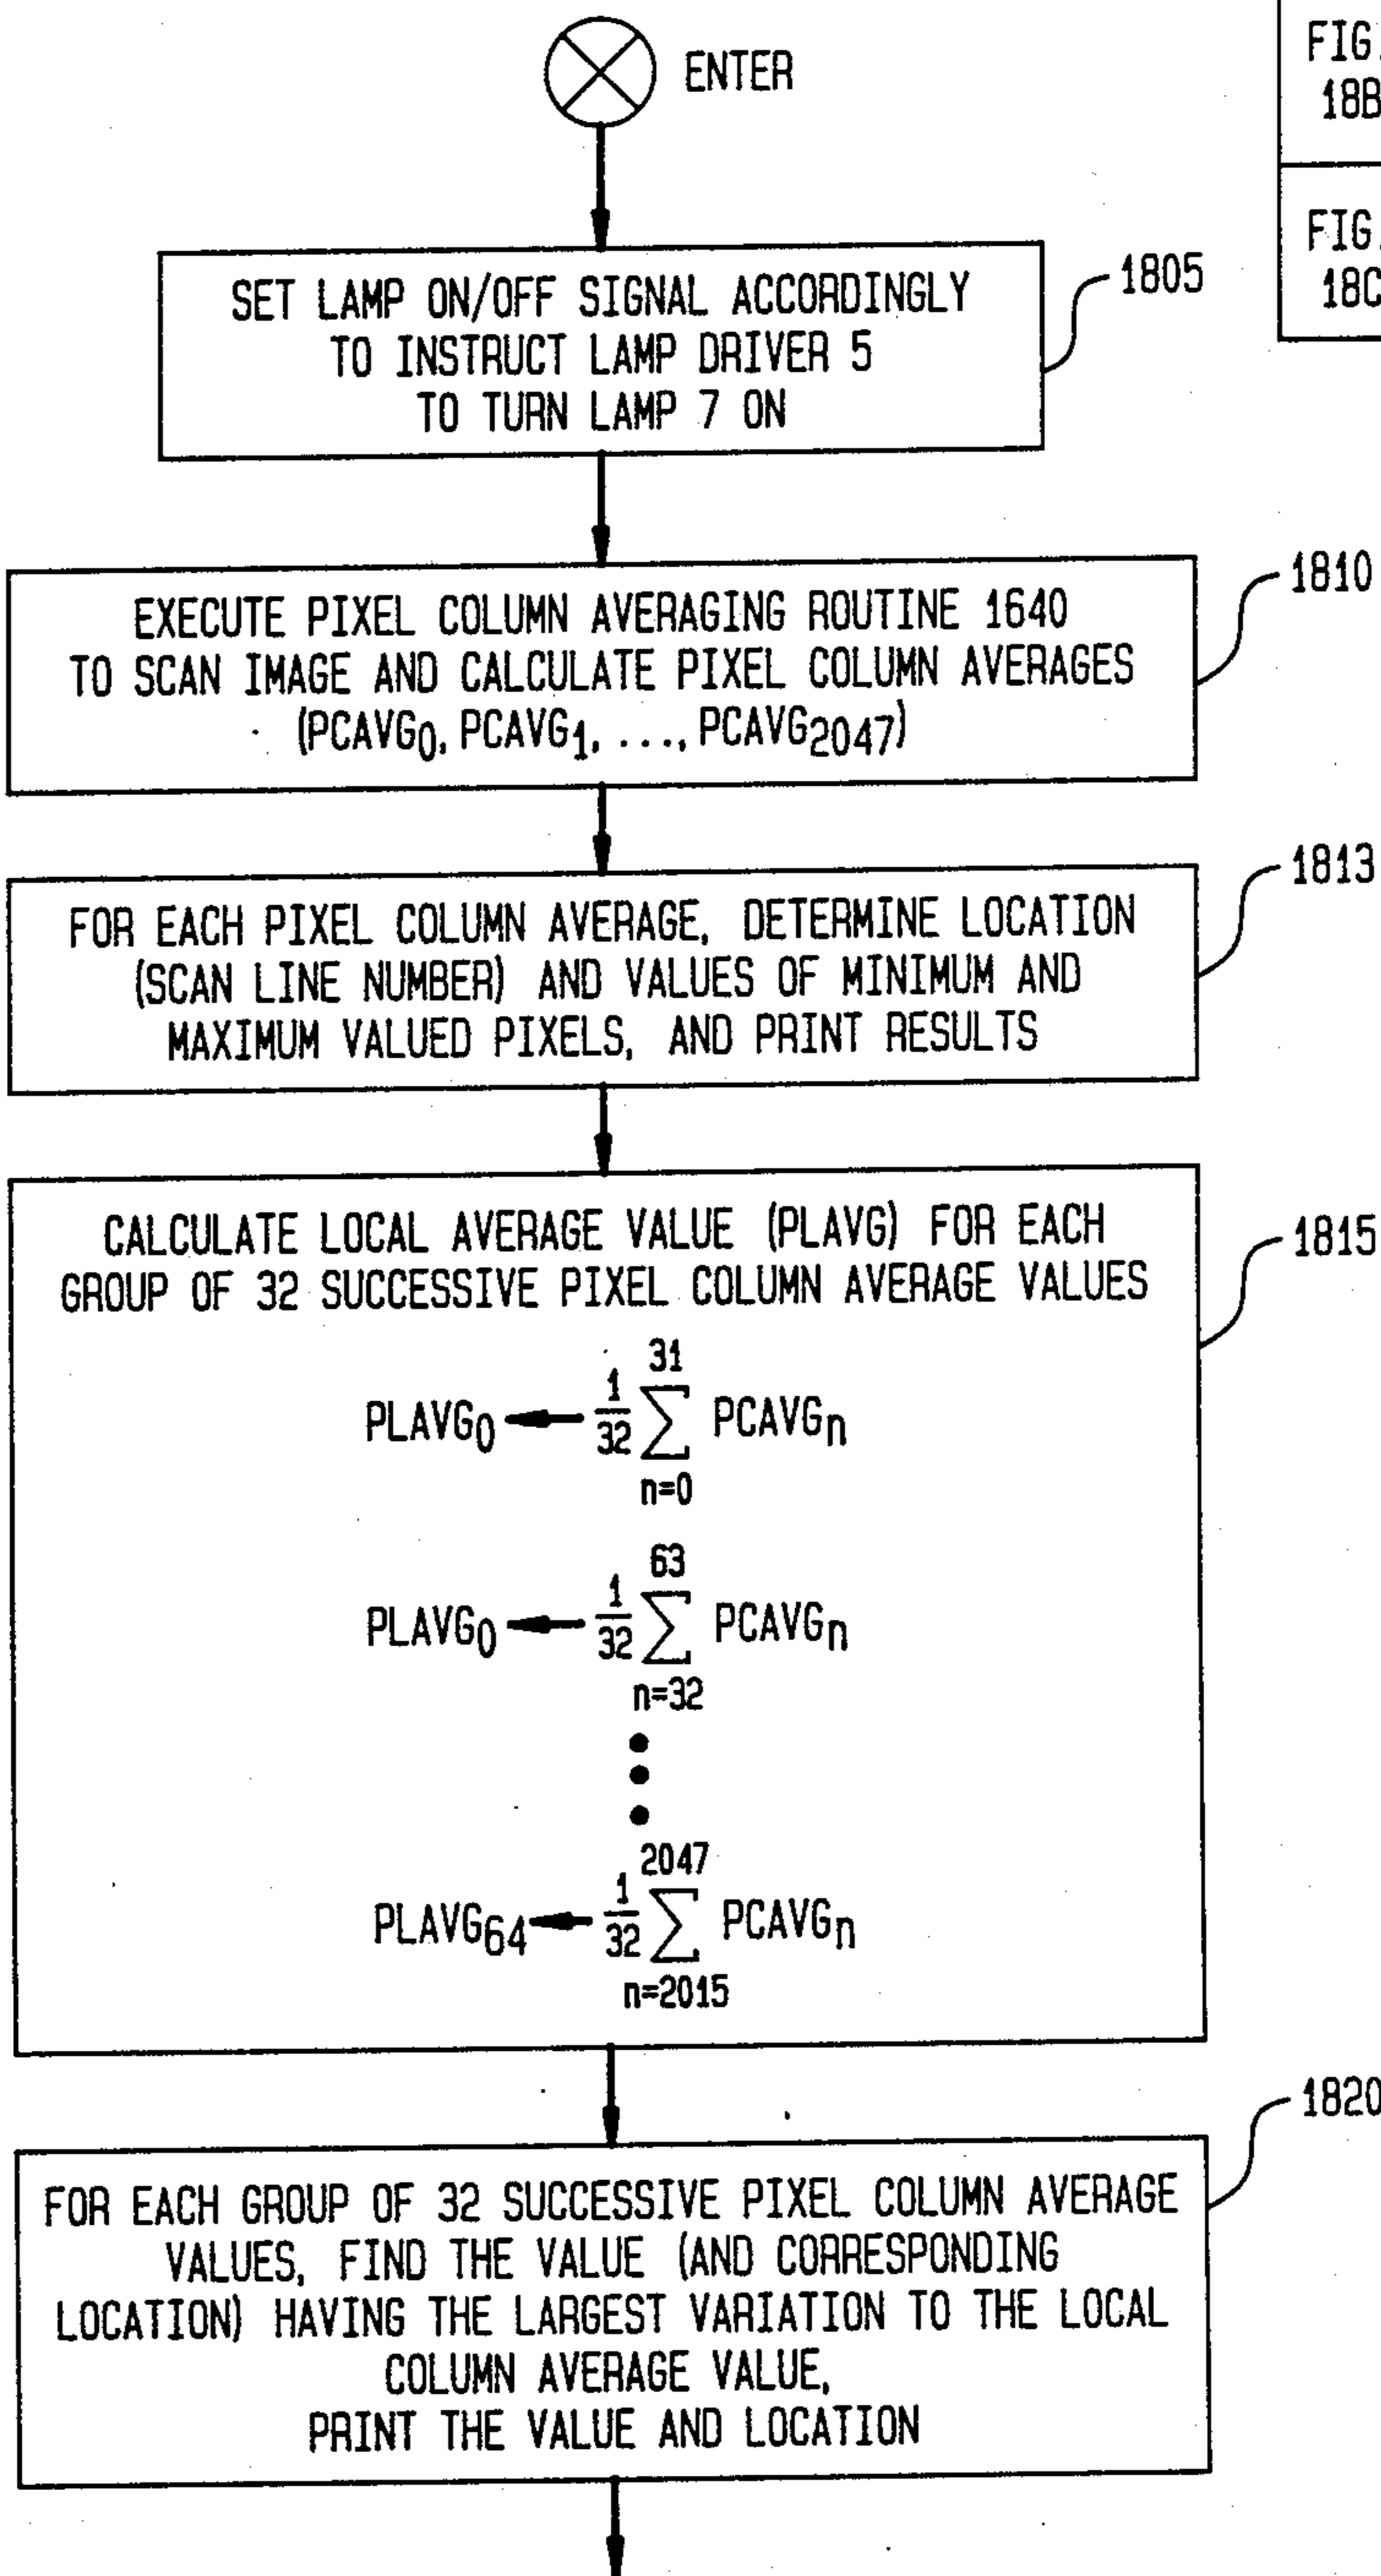 ENTER
FIG.
18B
FIG.
18C
SET LAMP ON/OFF SIGNAL ACCORDINGLY
TO INSTRUCT LAMP DRIVER 5
TO TURN LAMP 7 ON
1805
EXECUTE PIXEL COLUMN AVERAGING ROUTINE 1640
TO SCAN IMAGE AND CALCULATE PIXEL COLUMN AVERAGES
(PCAVG0, PCAVG1, ..., PCAVG2047)
1810
FOR EACH PIXEL COLUMN AVERAGE, DETERMINE LOCATION
(SCAN LINE NUMBER) AND VALUES OF MINIMUM AND
MAXIMUM VALUED PIXELS, AND PRINT RESULTS
1813
CALCULATE LOCAL AVERAGE VALUE (PLAVG) FOR EACH
GROUP OF 32 SUCCESSIVE PIXEL COLUMN AVERAGE VALUES
1815
31
PLAVG0 ← 1/32 ∑ PCAVGn
n=0
63
PLAVG0 ← 1/32 ∑ PCAVGn
n=32
2047
PLAVG64 ← 1/32 ∑ PCAVGn
n=2015
FOR EACH GROUP OF 32 SUCCESSIVE PIXEL COLUMN AVERAGE
VALUES, FIND THE VALUE (AND CORRESPONDING
LOCATION) HAVING THE LARGEST VARIATION TO THE LOCAL
COLUMN AVERAGE VALUE,
PRINT THE VALUE AND LOCATION
1820